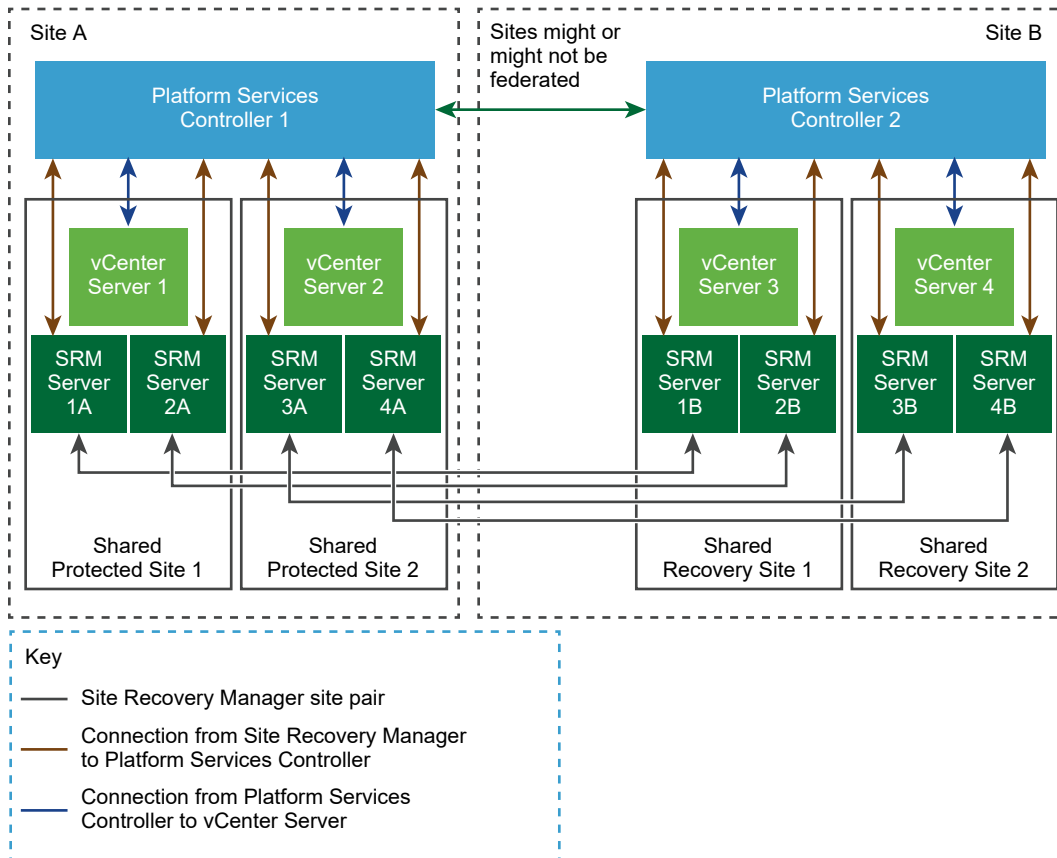 Site A
Sites might or
might not be
federated
Site B
Platform Services
Controller 1
Platform Services
Controller 2
vCenter
Server 1
vCenter
Server 2
vCenter
Server 3
vCenter
Server 4
SRM
Server
1A
SRM
Server
2A
SRM
Server
3A
SRM
Server
4A
SRM
Server
1B
SRM
Server
2B
SRM
Server
3B
SRM
Server
4B
Shared
Protected Site 1
Shared
Protected Site 2
Shared
Recovery Site 1
Shared
Recovery Site 2
Key
Site Recovery Manager site pair
Connection from Site Recovery Manager
to Platform Services Controller
Connection from Platform Services
Controller to vCenter Server